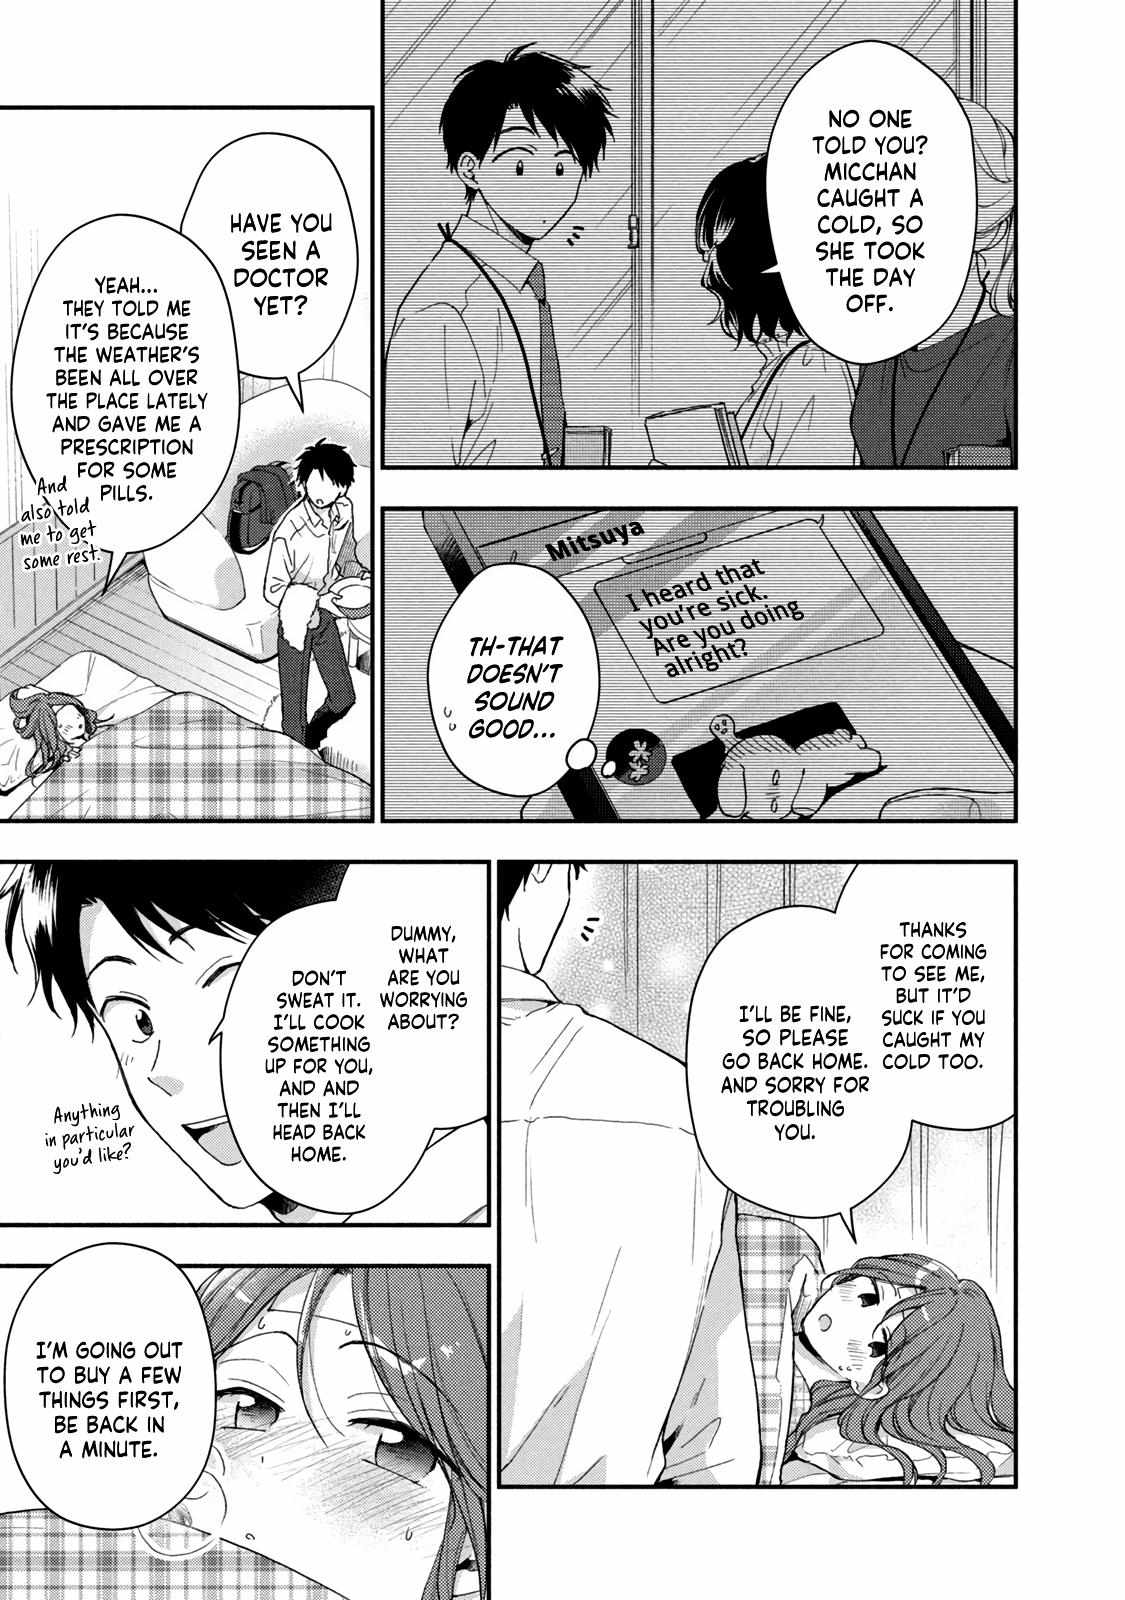 NO ONE
TOLD YOU?
MICCHAN
CAUGHT A
COLD, SO
SHE TOOK
THE DAY
OFF.
Mitsuya
I heard that
you're sick.
Are you doing
alright?
TH-THAT
DOESN'T
SOUND
GOOD...
HAVE YOU
SEEN A
DOCTOR
YET?
YEAH...
THEY TOLD ME
IT'S BECAUSE
THE WEATHER'S
BEEN ALL OVER
THE PLACE LATELY
AND GAVE ME A
PRESCRIPTION
FOR SOME
PILLS.
And
also told
me to get
some rest.
THANKS
FOR COMING
TO SEE ME,
BUT IT'D
SUCK IF YOU
CAUGHT MY
COLD TOO.
I'LL BE FINE,
SO PLEASE
GO BACK HOME.
AND SORRY FOR
TROUBLING
YOU.
DUMMY,
WHAT
ARE YOU
WORRYING
ABOUT?
DON'T
SWEAT IT.
I'LL COOK
SOMETHING
UP FOR YOU,
AND AND
THEN I'LL
HEAD BACK
HOME.
Anything
in particular
you'd like?
I'M GOING OUT
TO BUY A FEW
THINGS FIRST,
BE BACK IN
A MINUTE.